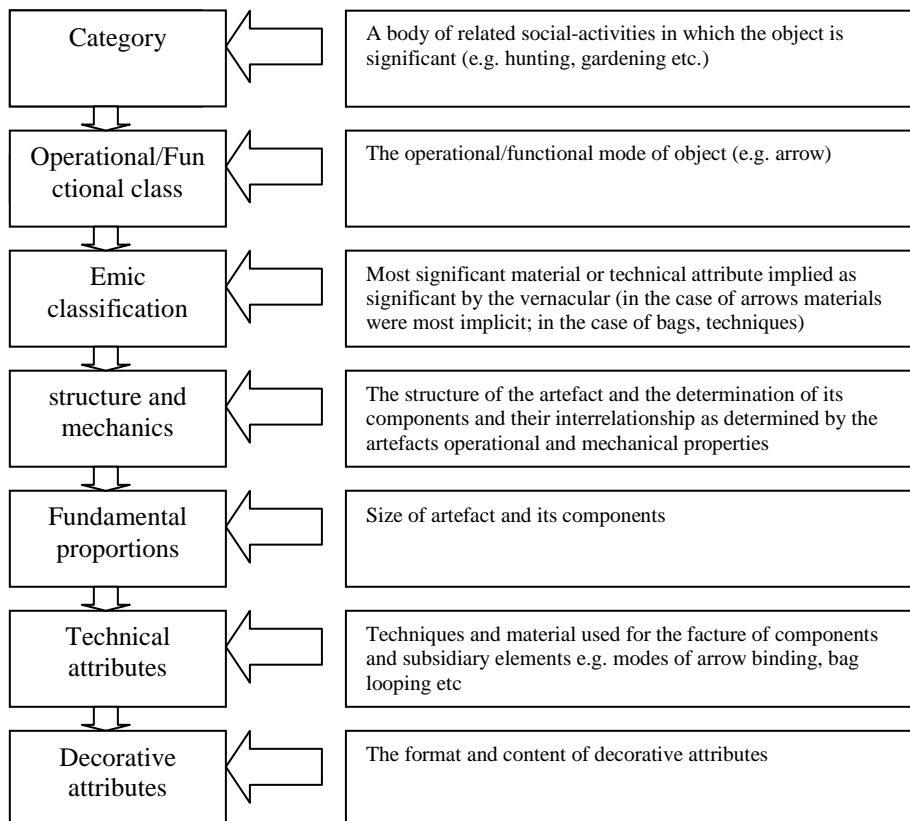 Category
A body of related social-activities in which the object is
significant (e.g. hunting, gardening etc.)
Operational/Fun
ctional class
The operational/functional mode of object (e.g. arrow)
Emic
classification
Most significant material or technical attribute implied as
significant by the vernacular (in the case of arrows materials
were most implicit; in the case of bags, techniques)
structure and
mechanics
The structure of the artefact and the determination of its
components and their interrelationship as determined by the
artefacts operational and mechanical properties
Fundamental
proportions
Size of artefact and its components
Technical
attributes
Techniques and material used for the facture of components
and subsidiary elements e.g. modes of arrow binding, bag
looping etc
Decorative
attributes
The format and content of decorative attributes